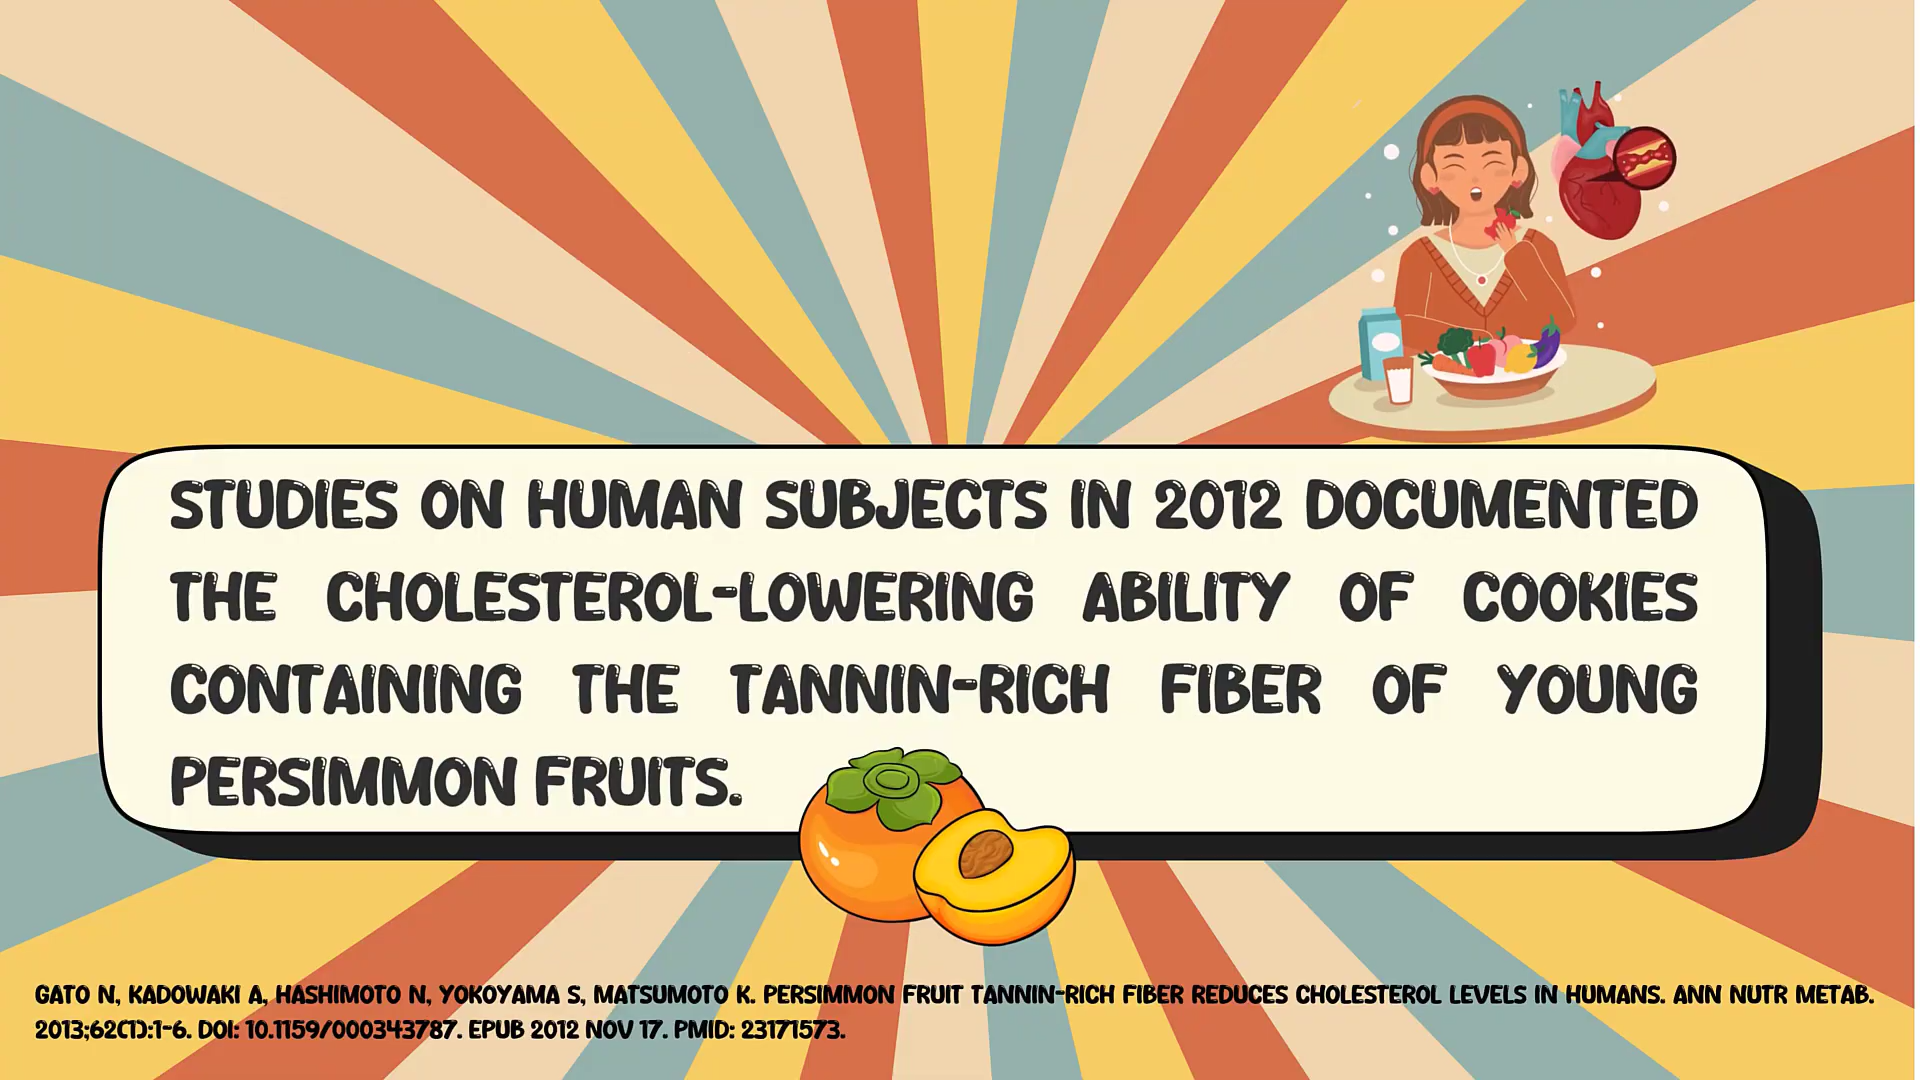 STUDIES ON HUMAN SUBJECTS IN 2012 DOCUMENTED
THE CHOLESTEROL-LOWERING ABILITY OF COOKIES
CONTAINING THE TANNIN-RICH FIBER OF YOUNG
PERSIMMON FRUITS.
GATO N, KADOWAKI A, HASHIMOTO N, YOKOYAMA S, MATSUMOTO K. PERSIMMON FRUIT TANNIN-RICH FIBER REDUCES CHOLESTEROL LEVELS IN HUMANS. ANN NUTR METAB.
2013;62(1):1-6. DOI: 10.1159/000343787. EPUB 2012 NOV 17. PMID: 23171573.